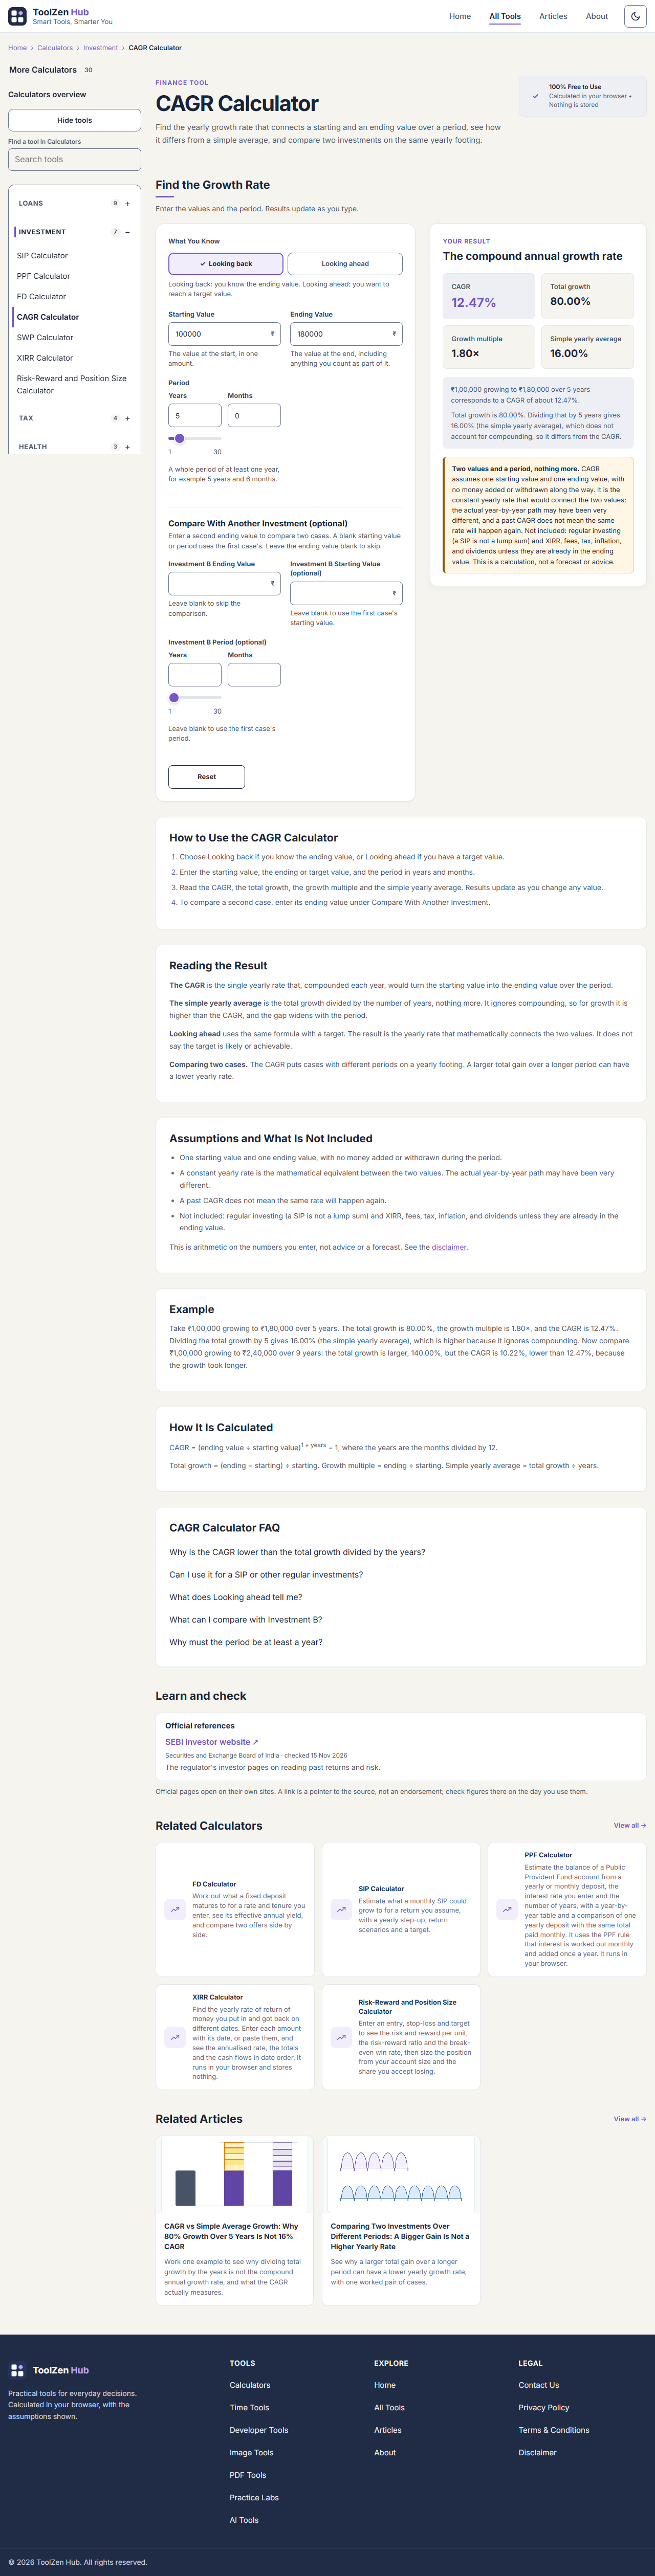 ToolZen Hub
Smart Tools, Smarter You
Home
All Tools
Articles
About
Home › Calculators › Investment › CAGR Calculator
More Calculators 30
Calculators overview
Hide tools
Find a tool in Calculators
Search tools
LOANS 9 +
INVESTMENT 7 −
SIP Calculator
PPF Calculator
FD Calculator
CAGR Calculator
SWP Calculator
XIRR Calculator
Risk-Reward and Position Size
Calculator
TAX 4 +
HEALTH 3 +
FINANCE TOOL
CAGR Calculator
Find the yearly growth rate that connects a starting and an ending value over a period, see how
it differs from a simple average, and compare two investments on the same yearly footing.
✓
100% Free to Use
Calculated in your browser •
Nothing is stored
Find the Growth Rate
Enter the values and the period. Results update as you type.
What You Know
✓ Looking back
Looking ahead
Looking back: you know the ending value. Looking ahead: you want to
reach a target value.
Starting Value
100000 ₹
The value at the start, in one
amount.
Ending Value
180000 ₹
The value at the end, including
anything you count as part of it.
Period
Years
Months
5
0
1 30
A whole period of at least one year,
for example 5 years and 6 months.
Compare With Another Investment (optional)
Enter a second ending value to compare two cases. A blank starting value
or period uses the first case's. Leave the ending value blank to skip.
Investment B Ending Value
₹
Leave blank to skip the
comparison.
Investment B Starting Value
(optional)
₹
Leave blank to use the first case's
starting value.
Investment B Period (optional)
Years
Months
1 30
Leave blank to use the first case's
period.
Reset
YOUR RESULT
The compound annual growth rate
CAGR
12.47%
Total growth
80.00%
Growth multiple
1.80×
Simple yearly average
16.00%
₹1,00,000 growing to ₹1,80,000 over 5 years
corresponds to a CAGR of about 12.47%.
Total growth is 80.00%. Dividing that by 5 years gives
16.00% (the simple yearly average), which does not
account for compounding, so it differs from the CAGR.
Two values and a period, nothing more. CAGR
assumes one starting value and one ending value, with
no money added or withdrawn along the way. It is the
constant yearly rate that would connect the two values;
the actual year-by-year path may have been very
different, and a past CAGR does not mean the same
rate will happen again. Not included: regular investing
(a SIP is not a lump sum) and XIRR, fees, tax, inflation,
and dividends unless they are already in the ending
value. This is a calculation, not a forecast or advice.
How to Use the CAGR Calculator
1. Choose Looking back if you know the ending value, or Looking ahead if you have a target value.
2. Enter the starting value, the ending or target value, and the period in years and months.
3. Read the CAGR, the total growth, the growth multiple and the simple yearly average. Results update as you change any value.
4. To compare a second case, enter its ending value under Compare With Another Investment.
Reading the Result
The CAGR is the single yearly rate that, compounded each year, would turn the starting value into the ending value over the period.
The simple yearly average is the total growth divided by the number of years, nothing more. It ignores compounding, so for growth it is
higher than the CAGR, and the gap widens with the period.
Looking ahead uses the same formula with a target. The result is the yearly rate that mathematically connects the two values. It does not
say the target is likely or achievable.
Comparing two cases. The CAGR puts cases with different periods on a yearly footing. A larger total gain over a longer period can have
a lower yearly rate.
Assumptions and What Is Not Included
• One starting value and one ending value, with no money added or withdrawn during the period.
• A constant yearly rate is the mathematical equivalent between the two values. The actual year-by-year path may have been very
different.
• A past CAGR does not mean the same rate will happen again.
• Not included: regular investing (a SIP is not a lump sum) and XIRR, fees, tax, inflation, and dividends unless they are already in the
ending value.
This is arithmetic on the numbers you enter, not advice or a forecast. See the disclaimer.
Example
Take ₹1,00,000 growing to ₹1,80,000 over 5 years. The total growth is 80.00%, the growth multiple is 1.80×, and the CAGR is 12.47%.
Dividing the total growth by 5 gives 16.00% (the simple yearly average), which is higher because it ignores compounding. Now compare
₹1,00,000 growing to ₹2,40,000 over 9 years: the total growth is larger, 140.00%, but the CAGR is 10.22%, lower than 12.47%, because
the growth took longer.
How It Is Calculated
CAGR = (ending value ÷ starting value)1 ÷ years − 1, where the years are the months divided by 12.
Total growth = (ending − starting) ÷ starting. Growth multiple = ending ÷ starting. Simple yearly average = total growth ÷ years.
CAGR Calculator FAQ
Why is the CAGR lower than the total growth divided by the years?
Can I use it for a SIP or other regular investments?
What does Looking ahead tell me?
What can I compare with Investment B?
Why must the period be at least a year?
Learn and check
Official references
SEBI investor website ↗
Securities and Exchange Board of India · checked 15 Nov 2026
The regulator's investor pages on reading past returns and risk.
Official pages open on their own sites. A link is a pointer to the source, not an endorsement; check figures there on the day you use them.
Related Calculators
View all →
FD Calculator
Work out what a fixed deposit
matures to for a rate and tenure you
enter, see its effective annual yield,
and compare two offers side by
side.
SIP Calculator
Estimate what a monthly SIP could
grow to for a return you assume,
with a yearly step-up, return
scenarios and a target.
PPF Calculator
Estimate the balance of a Public
Provident Fund account from a
yearly or monthly deposit, the
interest rate you enter and the
number of years, with a year-by-
year table and a comparison of one
yearly deposit with the same total
paid monthly. It uses the PPF rule
that interest is worked out monthly
and added once a year. It runs in
your browser.
XIRR Calculator
Find the yearly rate of return of
money you put in and got back on
different dates. Enter each amount
with its date, or paste them, and
see the annualised rate, the totals
and the cash flows in date order. It
runs in your browser and stores
nothing.
Risk-Reward and Position Size
Calculator
Enter an entry, stop-loss and target
to see the risk and reward per unit,
the risk-reward ratio and the break-
even win rate, then size the position
from your account size and the
share you accept losing.
Related Articles
View all →
CAGR vs Simple Average Growth: Why
80% Growth Over 5 Years Is Not 16%
CAGR
Work one example to see why dividing total
growth by the years is not the compound
annual growth rate, and what the CAGR
actually measures.
Comparing Two Investments Over
Different Periods: A Bigger Gain Is Not a
Higher Yearly Rate
See why a larger total gain over a longer
period can have a lower yearly growth rate,
with one worked pair of cases.
ToolZen Hub
Practical tools for everyday decisions.
Calculated in your browser, with the
assumptions shown.
TOOLS
Calculators
Time Tools
Developer Tools
Image Tools
PDF Tools
Practice Labs
AI Tools
EXPLORE
Home
All Tools
Articles
About
LEGAL
Contact Us
Privacy Policy
Terms & Conditions
Disclaimer
© 2026 ToolZen Hub. All rights reserved.